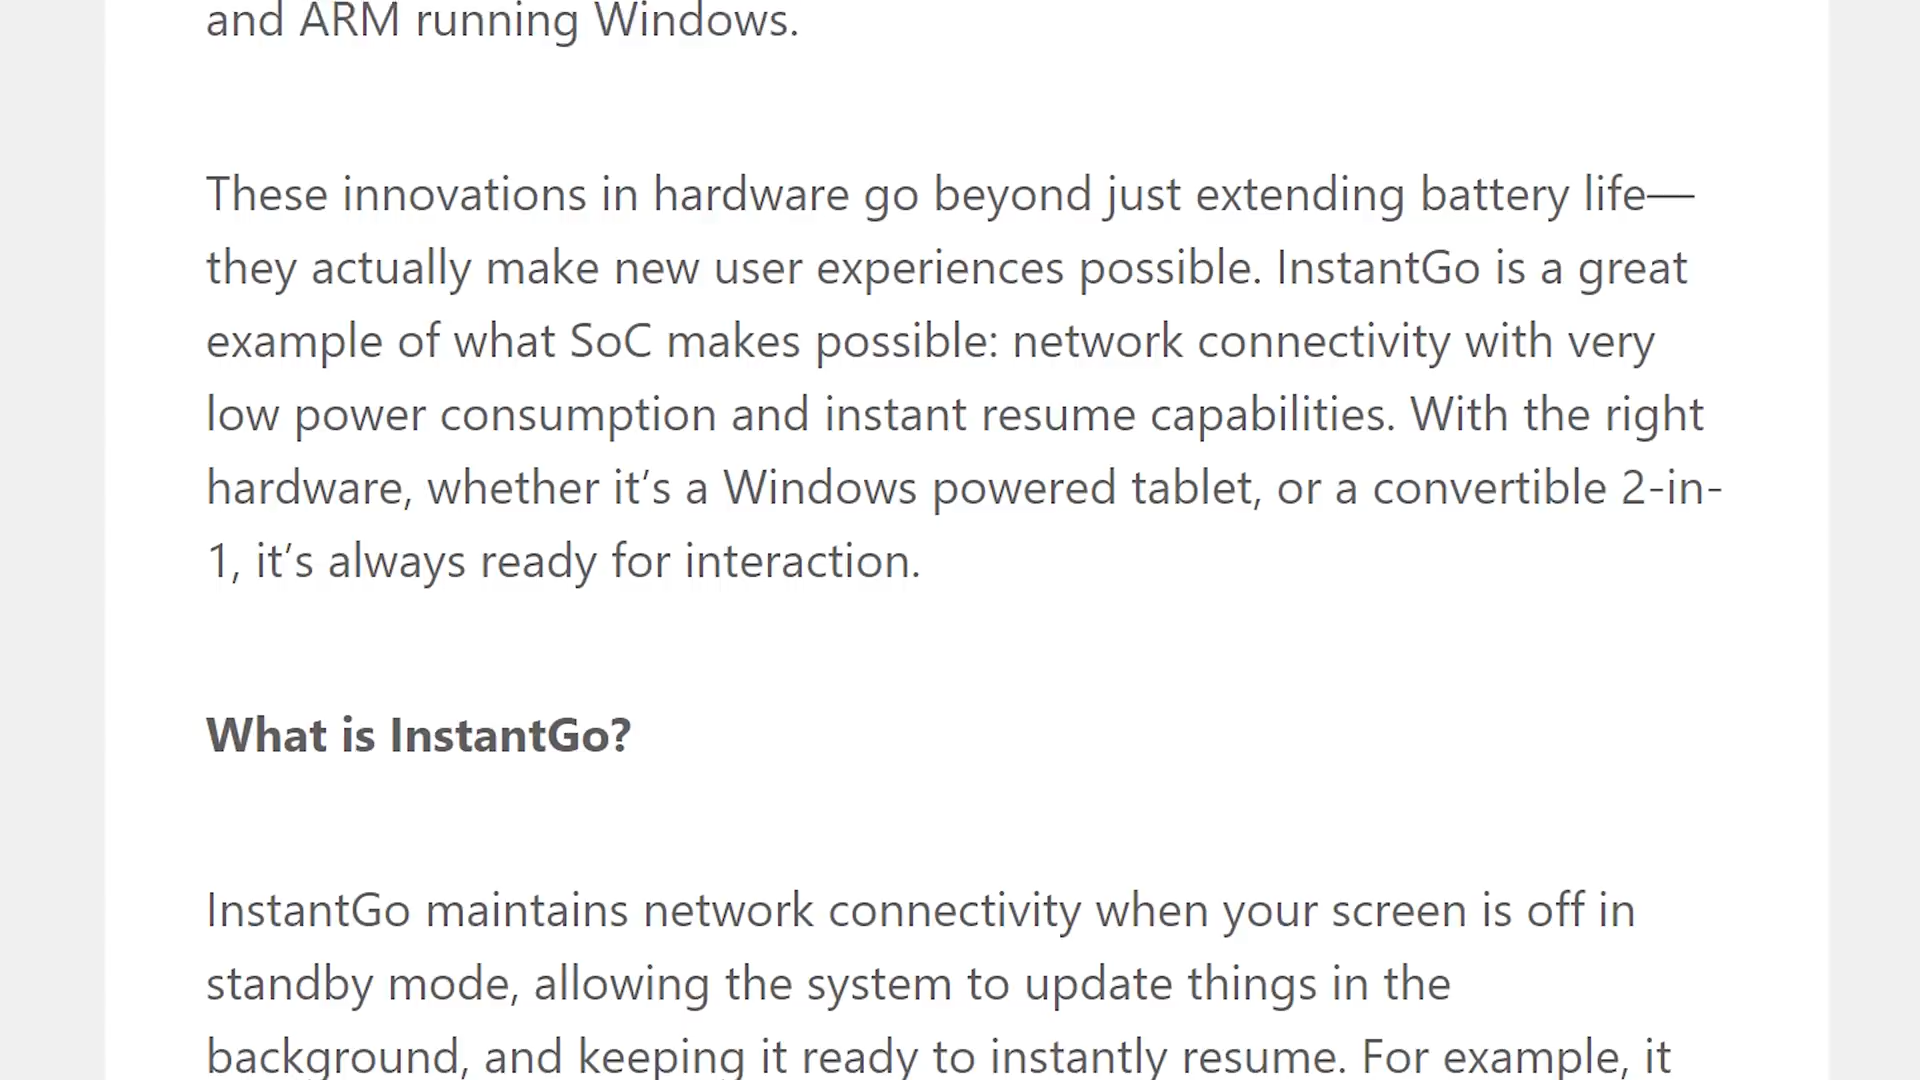 and ARM running Windows.
These innovations in hardware go beyond just extending battery life—
they actually make new user experiences possible. InstantGo is a great
example of what SoC makes possible: network connectivity with very
low power consumption and instant resume capabilities. With the right
hardware, whether it’s a Windows powered tablet, or a convertible 2-in-
1, it’s always ready for interaction.
What is InstantGo?
InstantGo maintains network connectivity when your screen is off in
standby mode, allowing the system to update things in the
background, and keeping it ready to instantly resume. For example, it